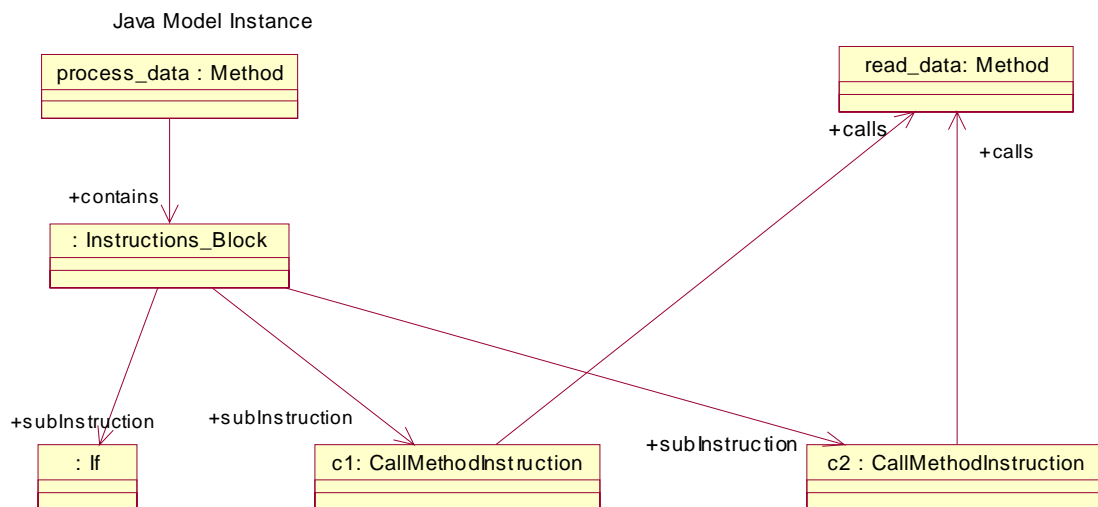 Java Model Instance
process_data : Method
read_data: Method
+calls
+calls
+contains
: Instructions_Block
+subInstruction
+subInstruction
+subInstruction
: If
c1: CallMethodInstruction
c2 : CallMethodInstruction